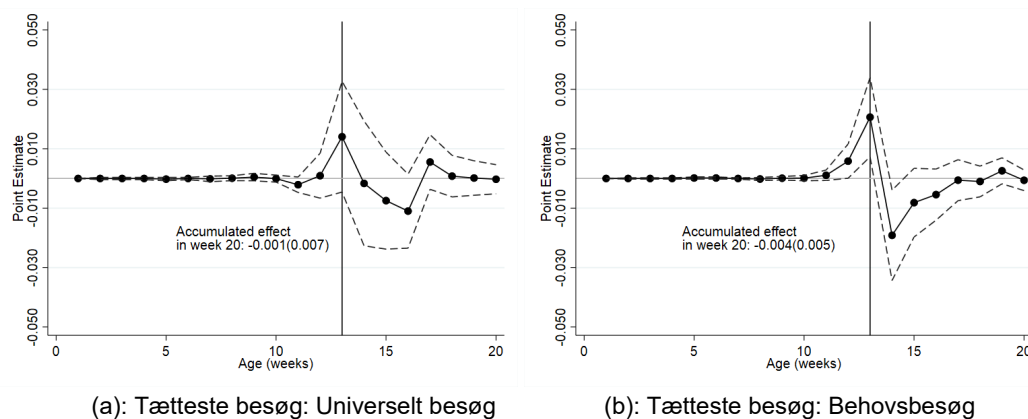 0.050
0.030
0.010
-0.010
-0.030
-0.050
Point Estimate
Accumulated effect
in week 20: -0.001(0.007)
0 5 10 15 20
Age (weeks)
(a): Tætteste besøg: Universelt besøg
0.050
0.030
0.010
-0.010
-0.030
-0.050
Point Estimate
Accumulated effect
in week 20: -0.004(0.005)
0 5 10 15 20
Age (weeks)
(b): Tætteste besøg: Behovsbesøg